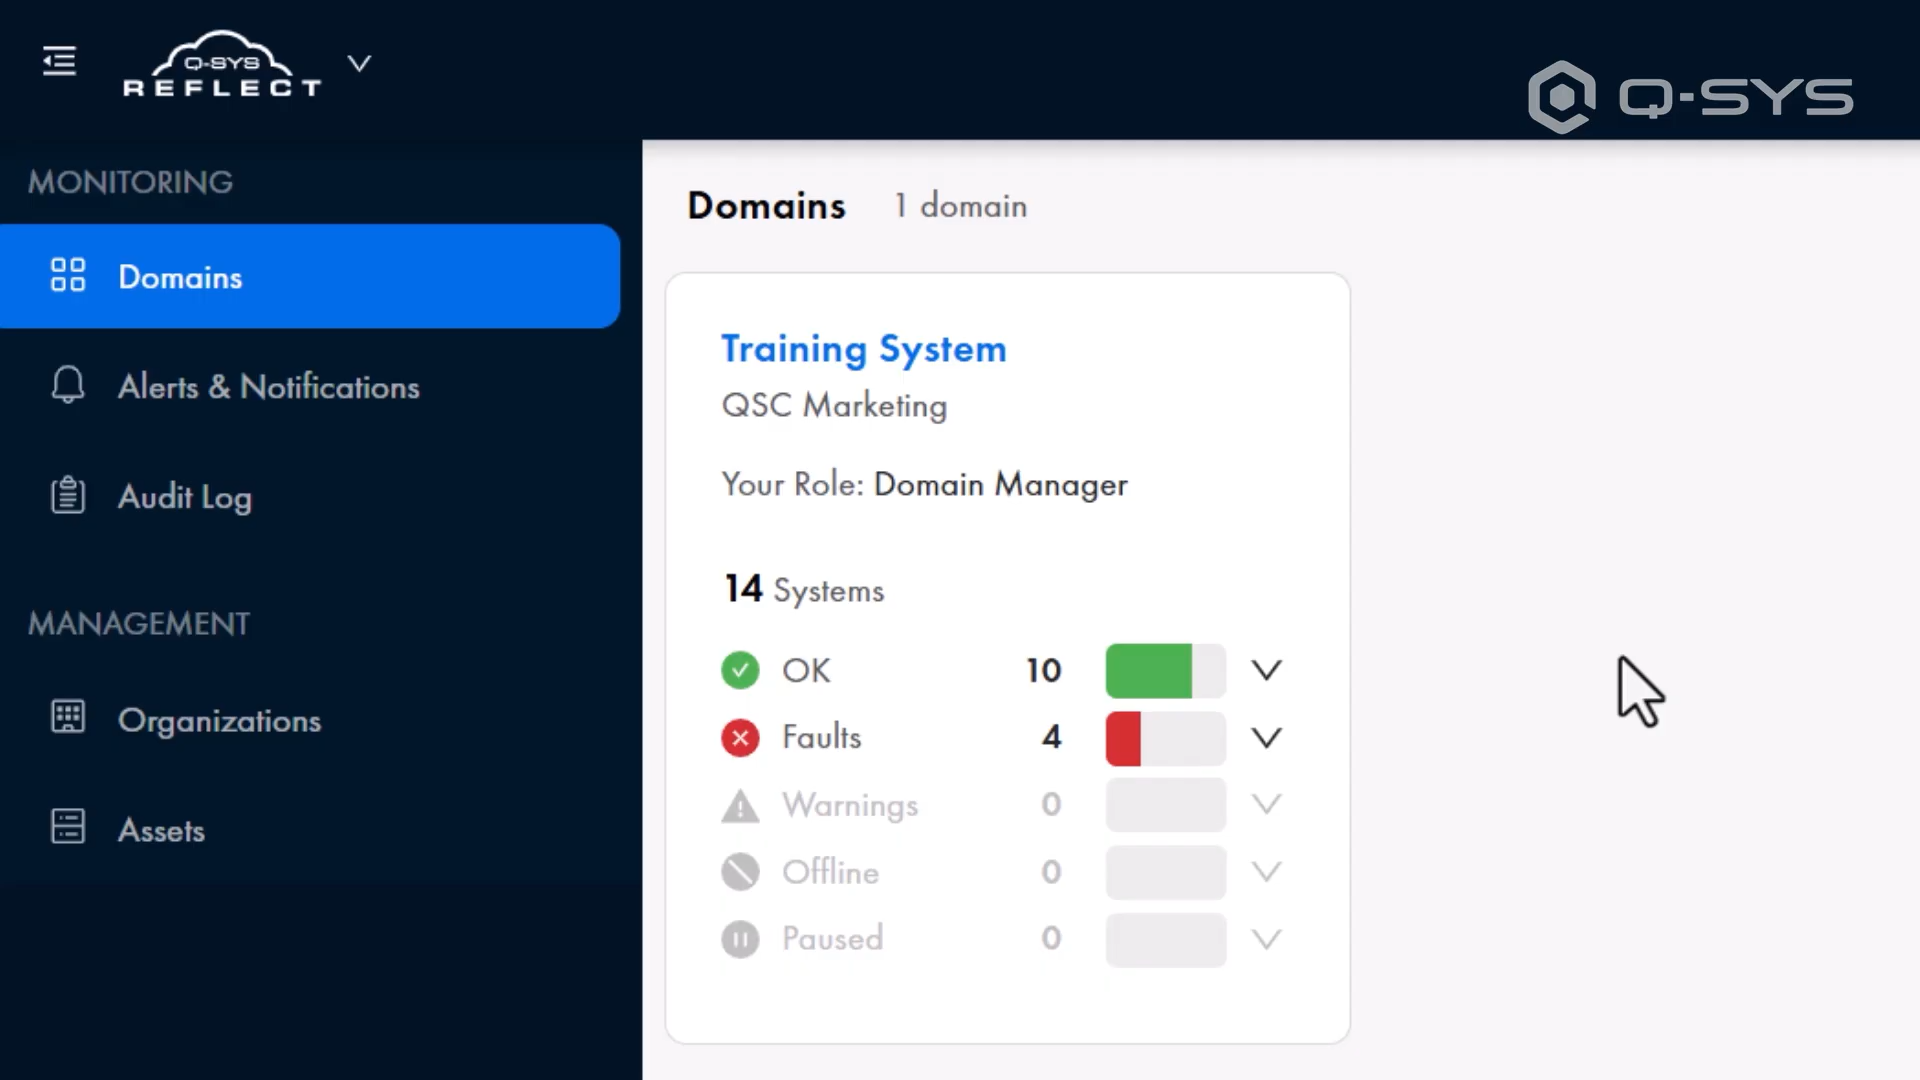 Q-SYS
REFLECT
Q-SYS
MONITORING
Domains
Alerts & Notifications
Audit Log
MANAGEMENT
Organizations
Assets
Domains 1 domain
Training System
QSC Marketing
Your Role: Domain Manager
14 Systems
OK 10
Faults 4
Warnings 0
Offline 0
Paused 0